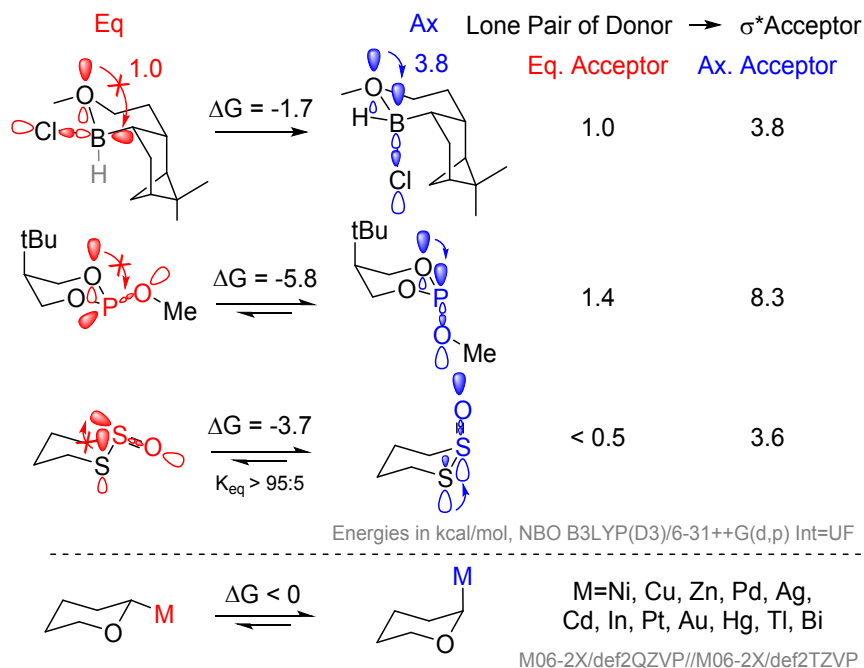 Eq
Ax
Lone Pair of Donor → σ*Acceptor
Eq. Acceptor
Ax. Acceptor
1.0
O
Cl
B
H
ΔG = -1.7
3.8
O
H
B
Cl
1.0
3.8
tBu
O
O
P
O
Me
ΔG = -5.8
tBu
O
O
P
O
Me
1.4
8.3
S
O
S
ΔG = -3.7
Keq > 95:5
O
S
S
< 0.5
3.6
Energies in kcal/mol, NBO B3LYP(D3)/6-31++G(d,p) Int=UF
M
O
ΔG < 0
M
O
M=Ni, Cu, Zn, Pd, Ag,
Cd, In, Pt, Au, Hg, Tl, Bi
M06-2X/def2QZVP//M06-2X/def2TZVP